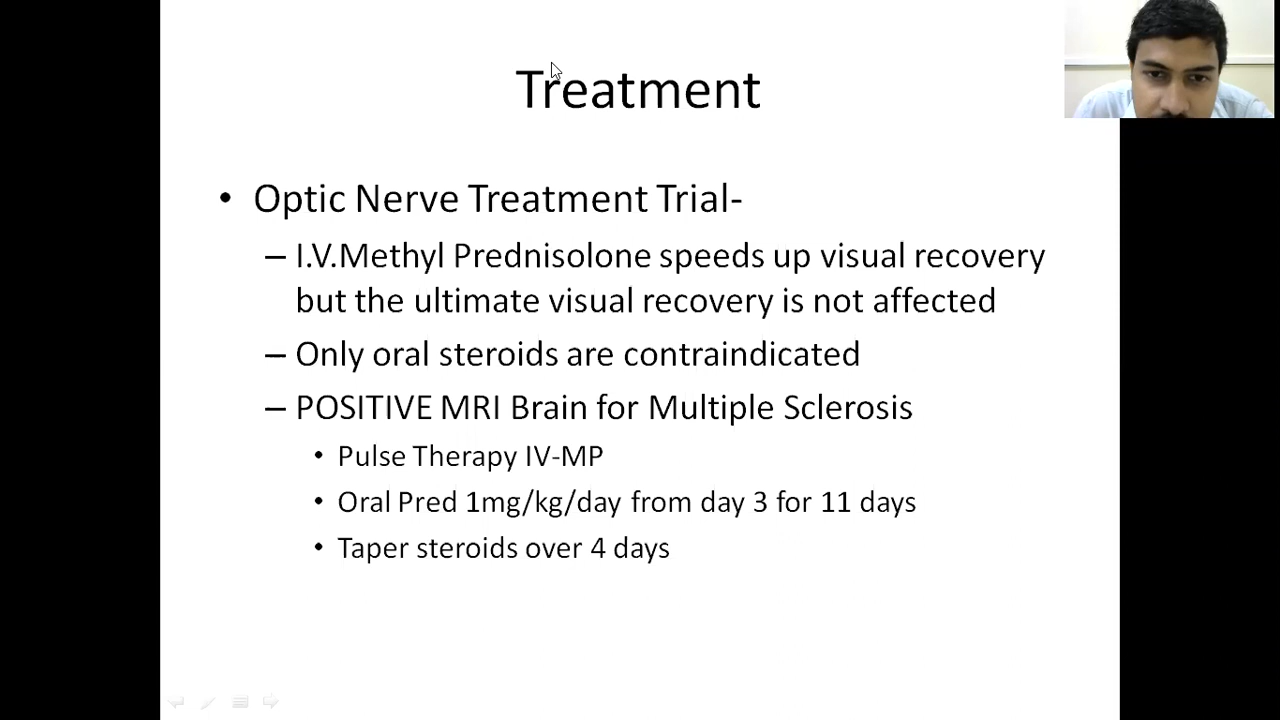 Treatment
• Optic Nerve Treatment Trial-
– I.V.Methyl Prednisolone speeds up visual recovery
but the ultimate visual recovery is not affected
– Only oral steroids are contraindicated
– POSITIVE MRI Brain for Multiple Sclerosis
• Pulse Therapy IV-MP
• Oral Pred 1mg/kg/day from day 3 for 11 days
• Taper steroids over 4 days